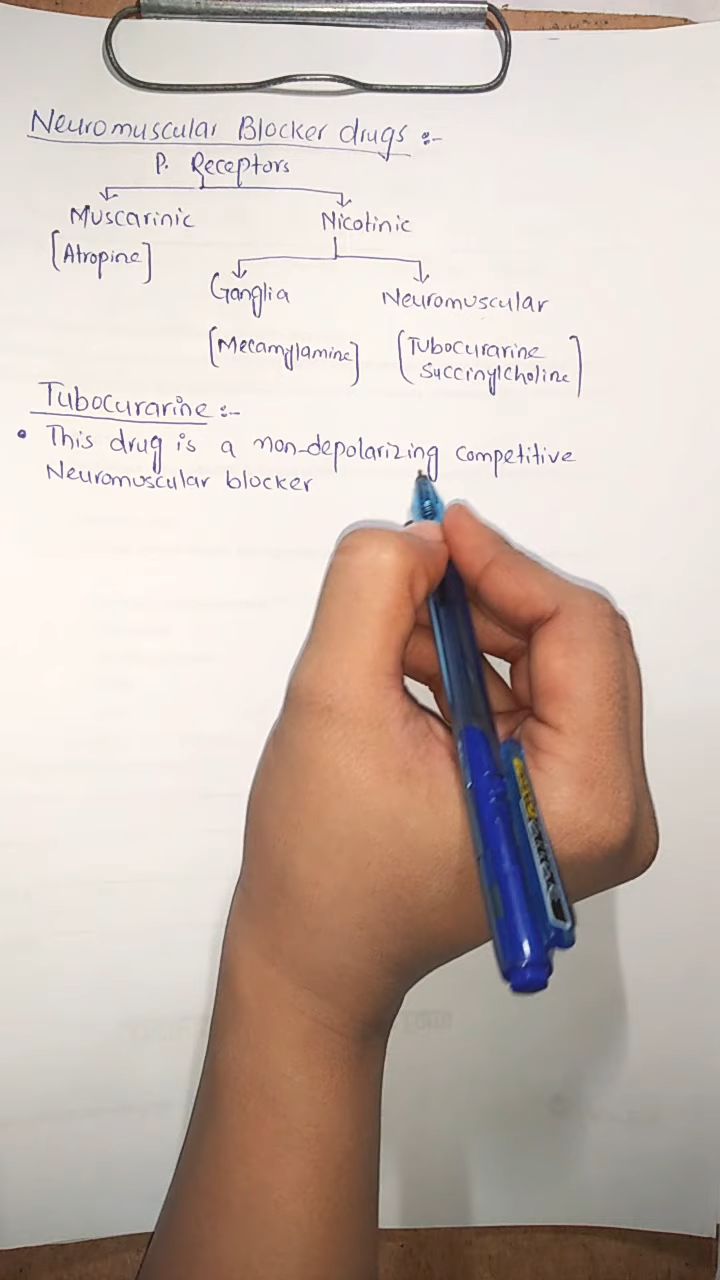 Neuromuscular Blocker drugs :-
P. Receptors
Muscarinic Nicotinic
[Atropine]
Ganglia Neuromuscular
[Mecamylamine] [Tubocurarine
Succinylcholine]
Tubocurarine :-
• This drug is a non-depolarizing competitive
Neuromuscular blocker